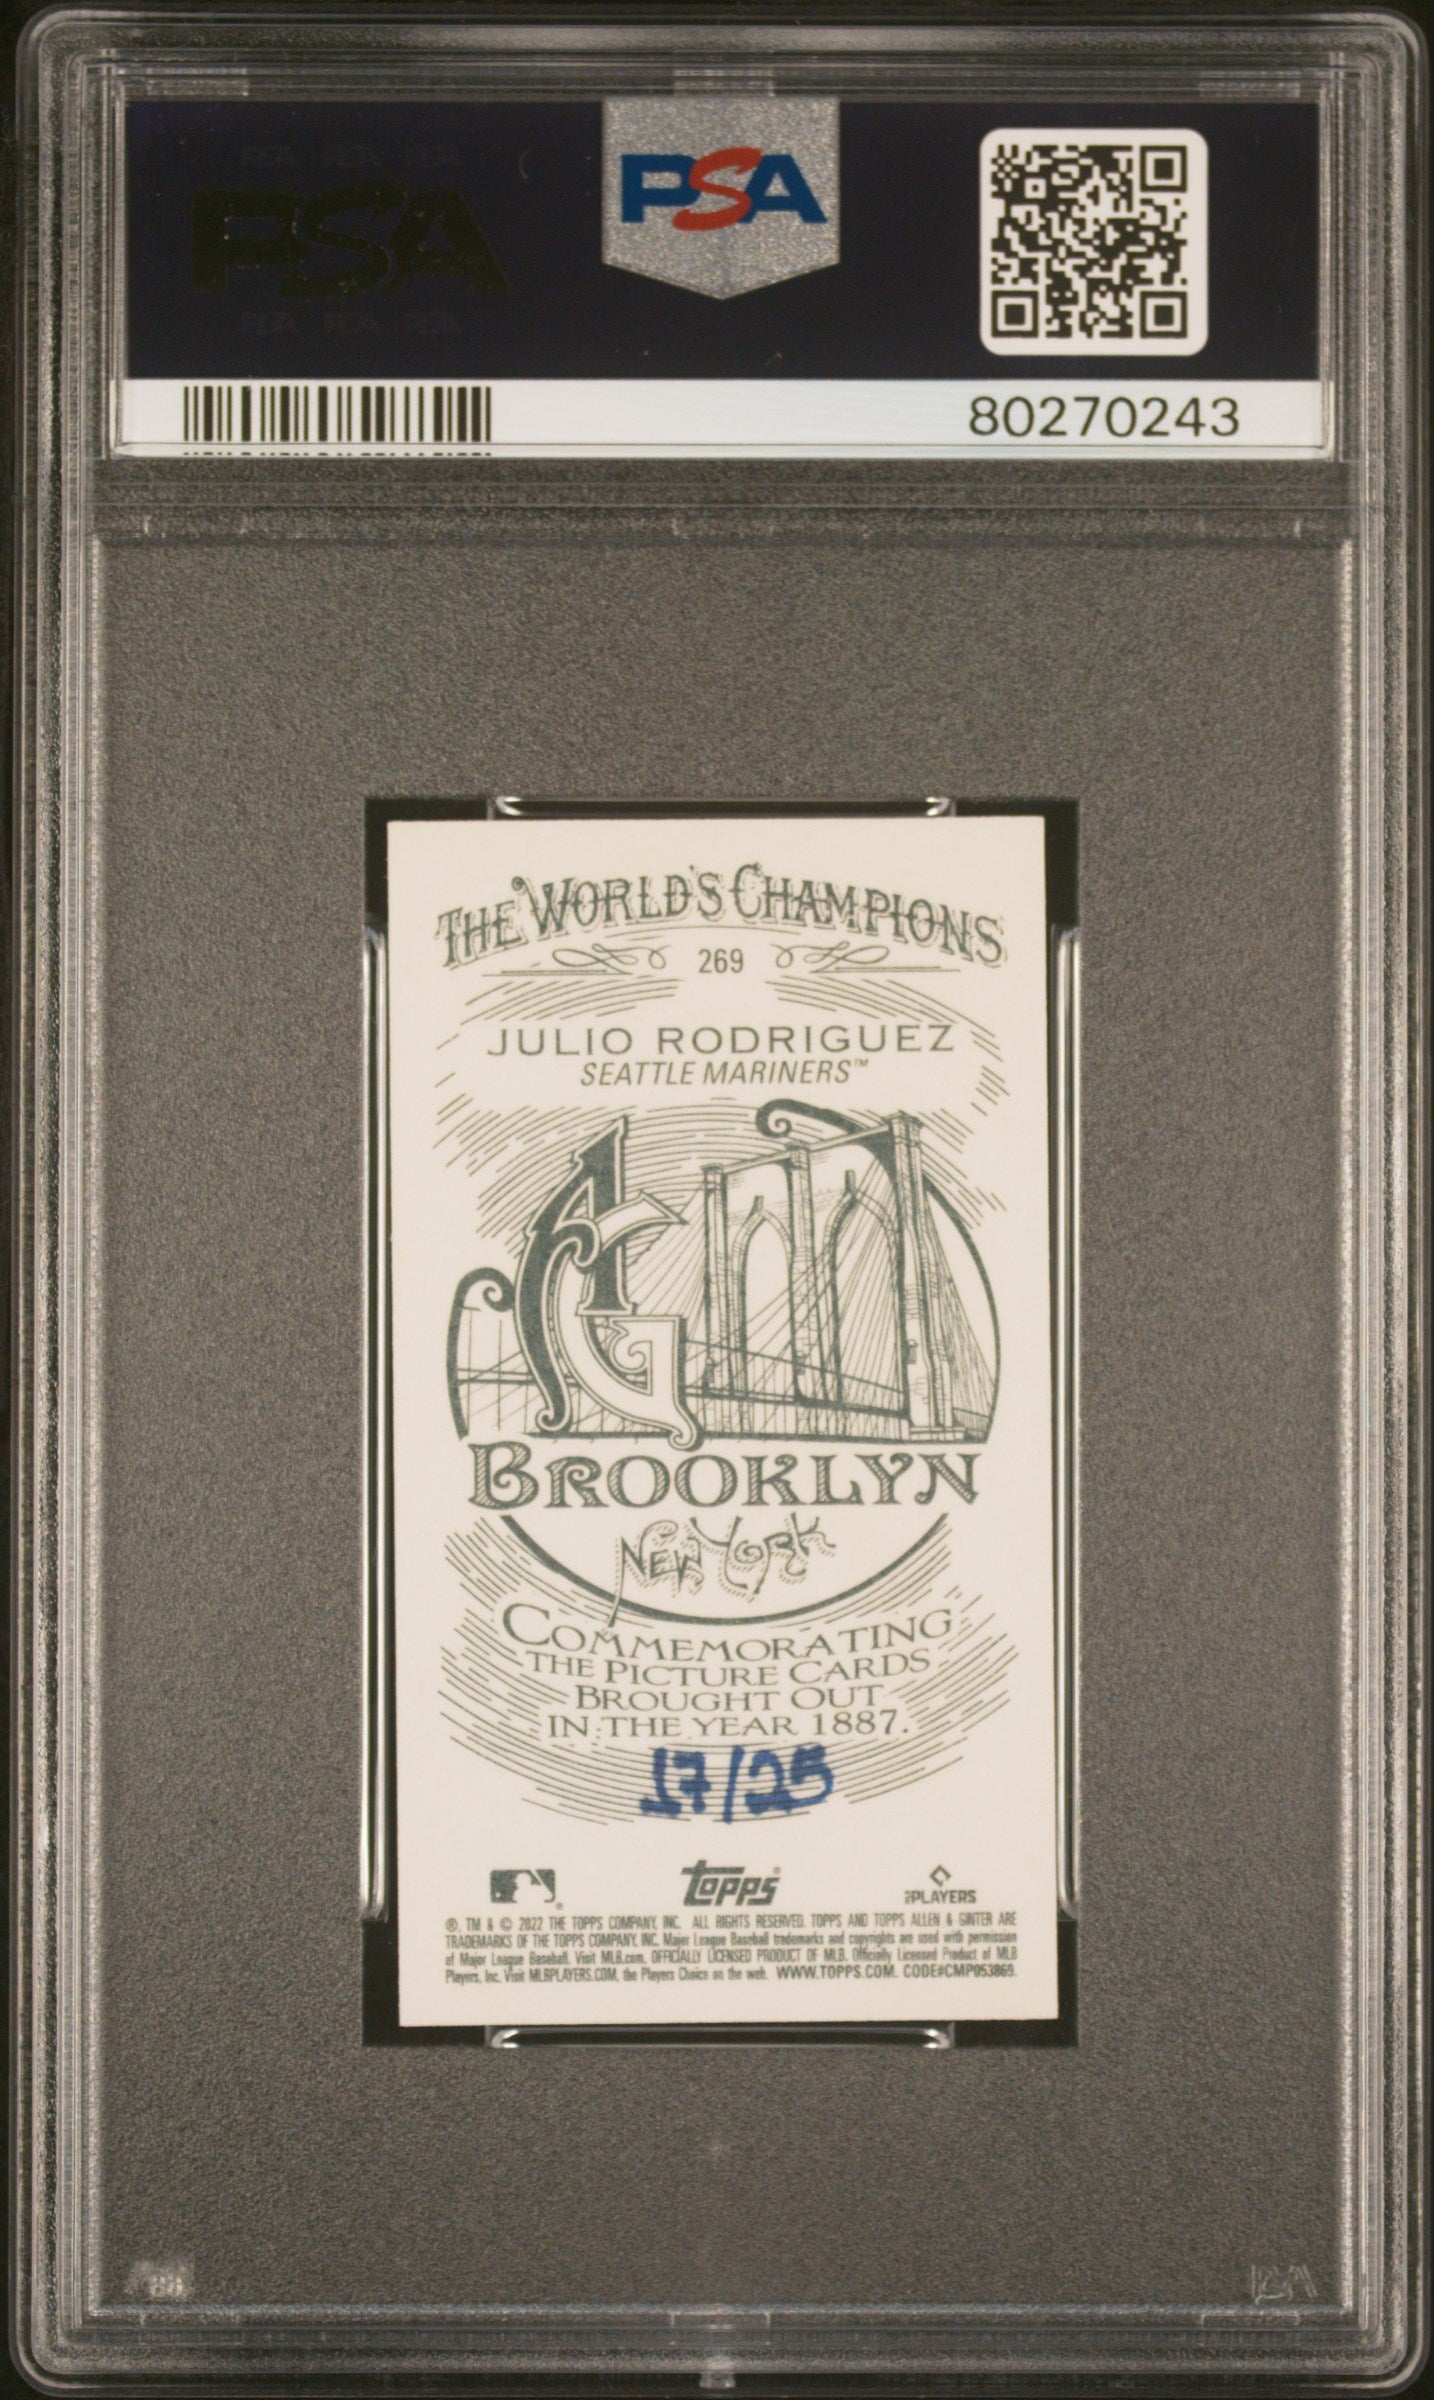 PSA
PSA
80270243
THE WORLD'S CHAMPIONS
269
JULIO RODRIGUEZ
SEATTLE MARINERS™
AG
BROOKLYN
NEW YORK
COMMEMORATING
THE PICTURE CARDS
BROUGHT OUT
IN THE YEAR 1887.
17/25
Topps®
PLAYERS
®, TM & © 2022 THE TOPPS COMPANY, INC. ALL RIGHTS RESERVED. TOPPS AND TOPPS ALLEN & GINTER ARE
TRADEMARKS OF THE TOPPS COMPANY, INC. Major League Baseball trademarks and copyrights are used with permission
of Major League Baseball. Visit MLB.com. OFFICIALLY LICENSED PRODUCT OF MLB. Officially Licensed Product of MLB
Players, Inc. Visit MLBPLAYERS.COM, the Players Choice on the web. WWW.TOPPS.COM. CODE#CMP053869.
PSA